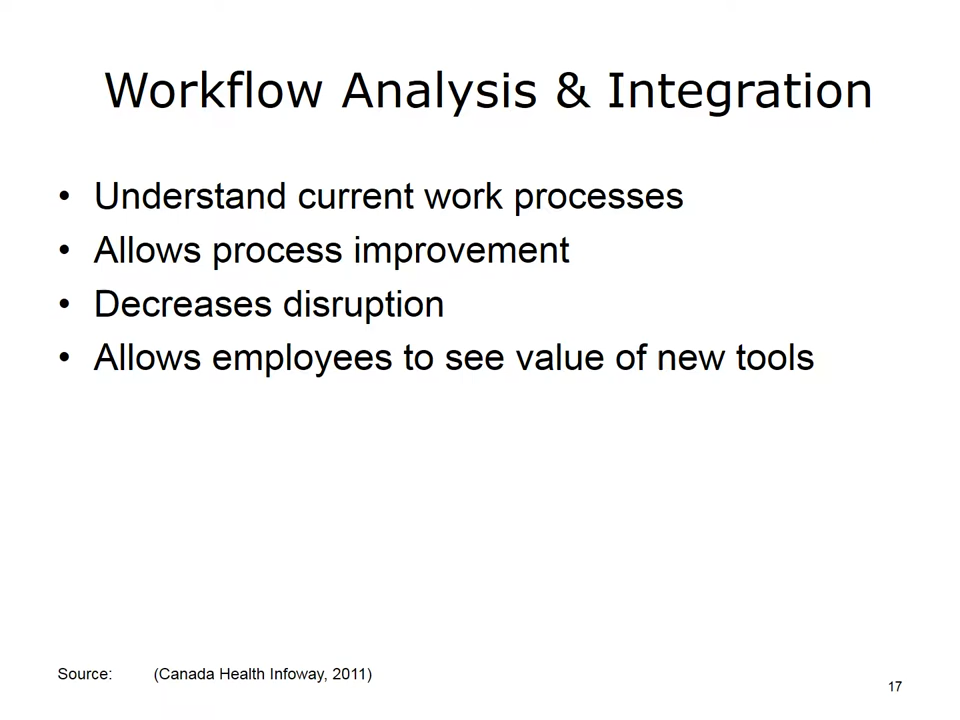 Workflow Analysis & Integration
• Understand current work processes
• Allows process improvement
• Decreases disruption
• Allows employees to see value of new tools
Source: (Canada Health Infoway, 2011)
17